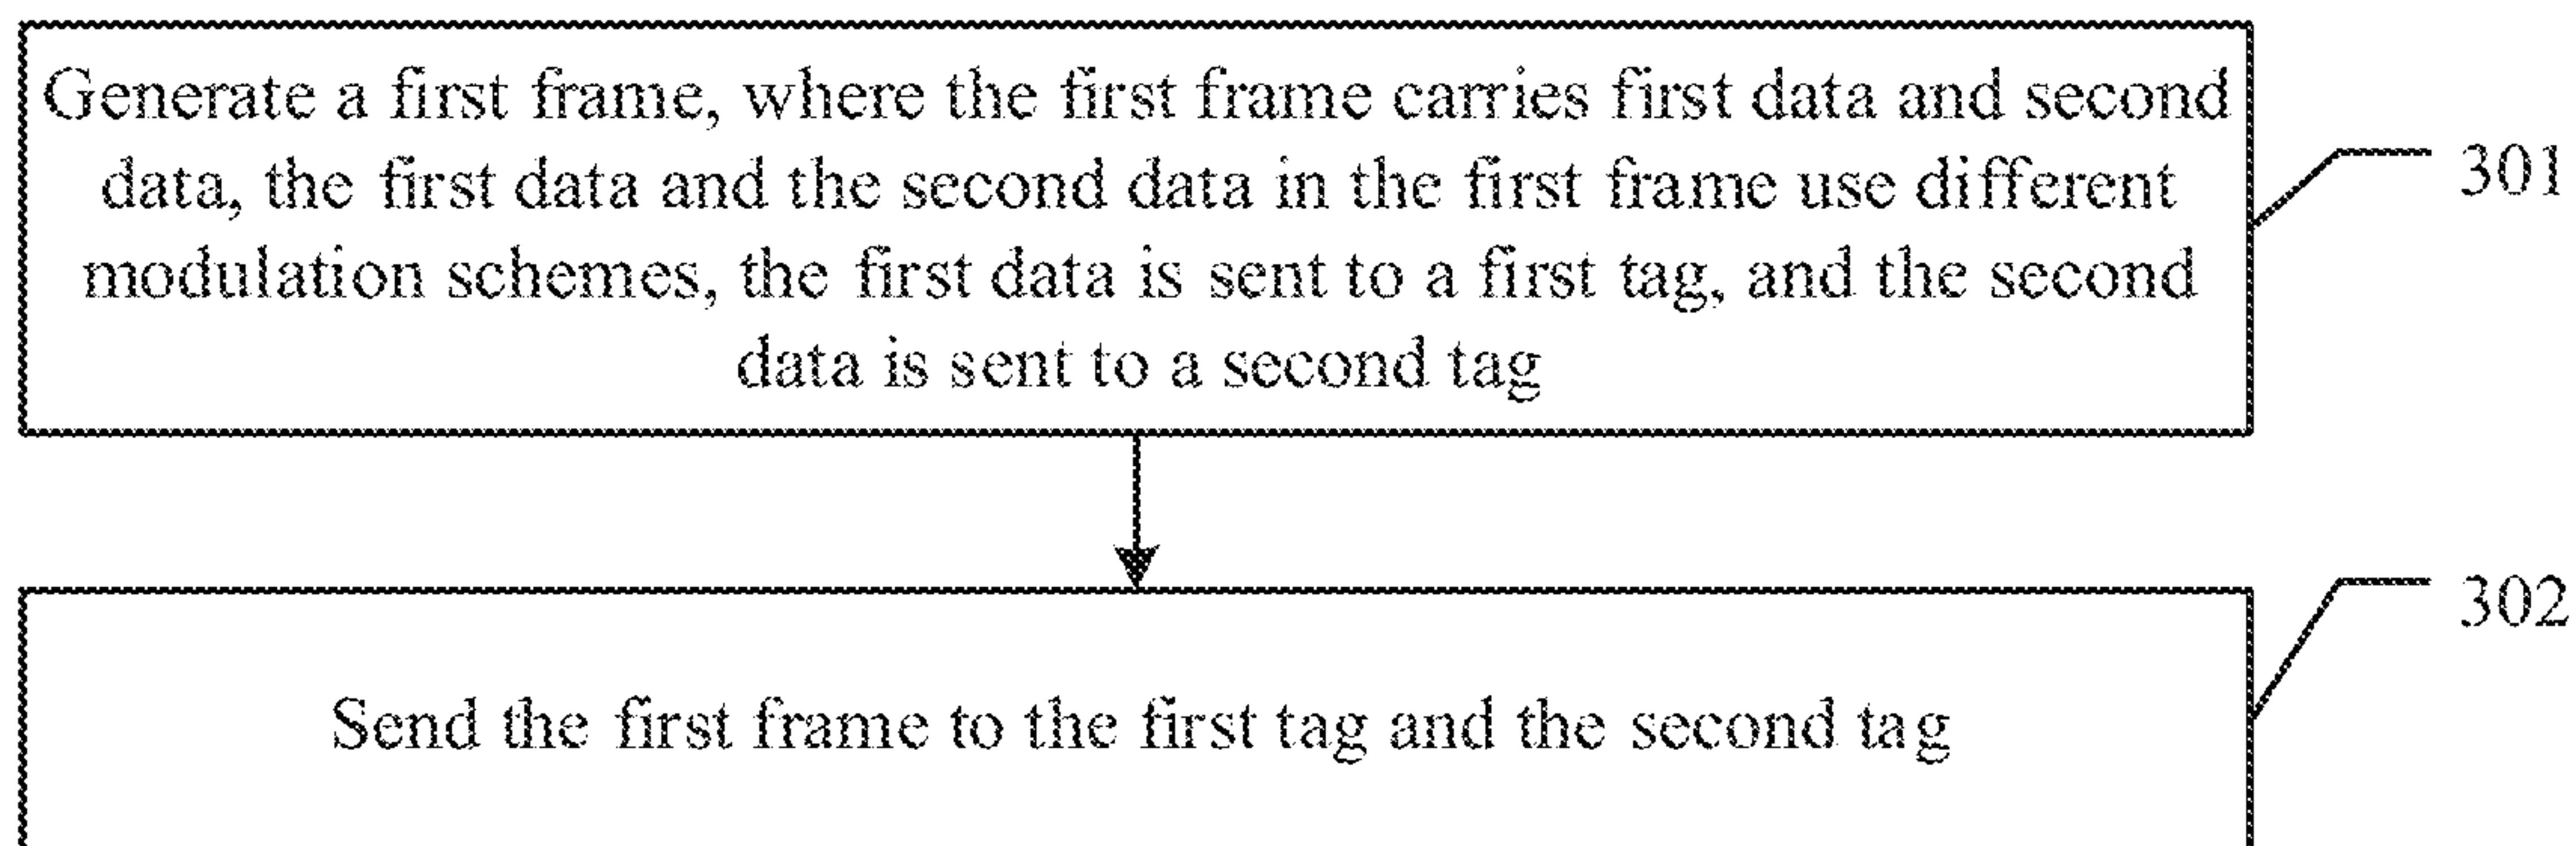 Generate a first frame, where the first frame carries first data and second
data, the first data and the second data in the first frame use different
modulation schemes, the first data is sent to a first tag, and the second
data is sent to a second tag
301
302
Send the first frame to the first tag and the second tag